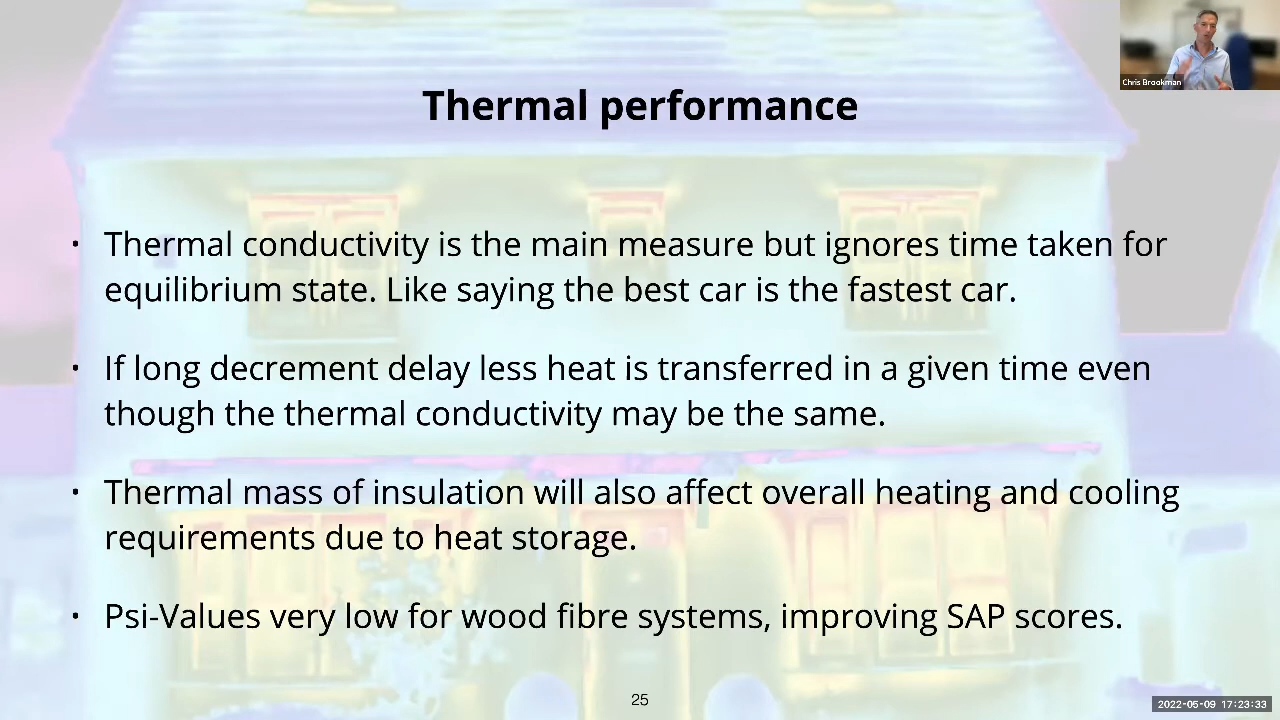 Chris Brookman
Thermal performance
• Thermal conductivity is the main measure but ignores time taken for
equilibrium state. Like saying the best car is the fastest car.
• If long decrement delay less heat is transferred in a given time even
though the thermal conductivity may be the same.
• Thermal mass of insulation will also affect overall heating and cooling
requirements due to heat storage.
• Psi-Values very low for wood fibre systems, improving SAP scores.
25
2022-05-09 17:23:33